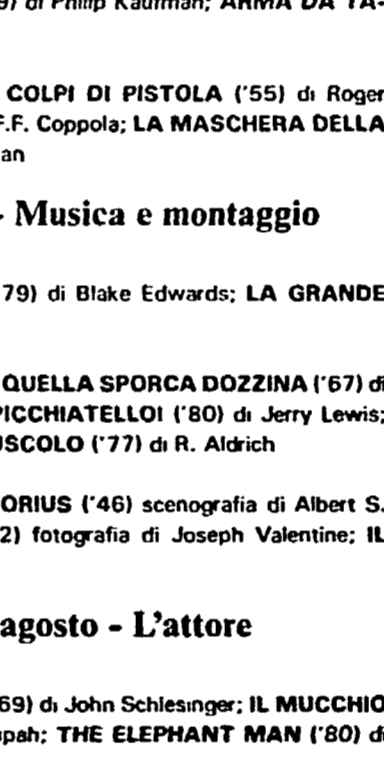 di Philip Kaufman; ARMA DA TA-
COLPI DI PISTOLA ('55) di Roger
F.F. Coppola; LA MASCHERA DELLA
an
- Musica e montaggio
79) di Blake Edwards; LA GRANDE
QUELLA SPORCA DOZZINA ('67) di
PICCHIATELLO! ('80) di Jerry Lewis;
USCOLO ('77) di R. Aldrich
ORIUS ('46) scenografia di Albert S.
2) fotografia di Joseph Valentine; IL
agosto - L'attore
69) di John Schlesinger; IL MUCCHIO
pah; THE ELEPHANT MAN ('80) di